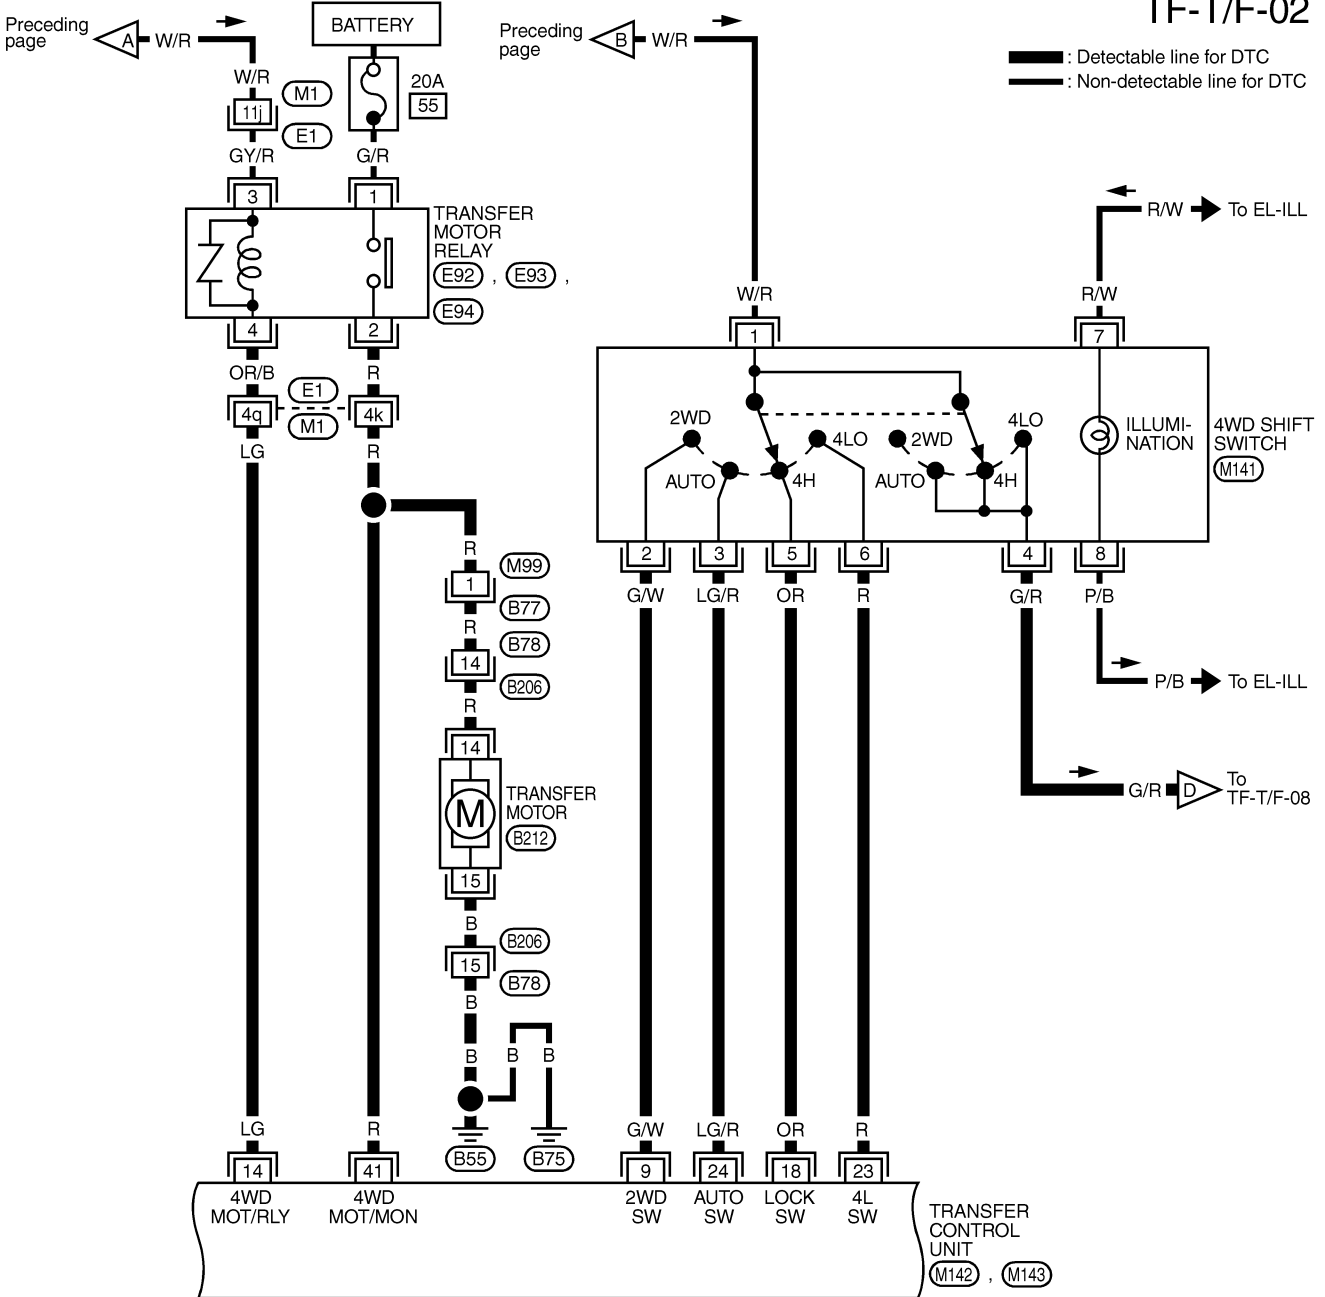 TF-T/F-02
Preceding
page
A
W/R
BATTERY
Preceding
page
B
W/R
: Detectable line for DTC
: Non-detectable line for DTC
W/R
11j
M1
E1
20A
55
GY/R
G/R
3
1
TRANSFER
MOTOR
RELAY
E92 , E93 ,
E94
4
2
OR/B
R
4q
E1
M1
4k
LG
R
R/W
To EL-ILL
W/R
R/W
1
7
2WD
AUTO
4H
4LO
2WD
AUTO
4H
4LO
ILLUMI-
NATION
4WD SHIFT
SWITCH
M141
2
3
5
6
4
8
G/W
LG/R
OR
R
G/R
P/B
P/B
To EL-ILL
G/R
D
To
TF-T/F-08
R
1
M99
B77
R
14
B78
B206
R
14
M
TRANSFER
MOTOR
B212
15
B
15
B206
B78
B
B
B
B
B55
B75
LG
R
G/W
LG/R
OR
R
14
41
9
24
18
23
4WD
MOT/RLY
4WD
MOT/MON
2WD
SW
AUTO
SW
LOCK
SW
4L
SW
TRANSFER
CONTROL
UNIT
M142 , M143